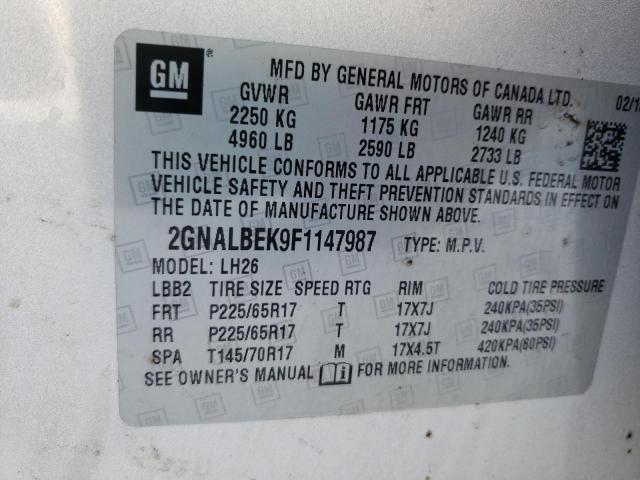 GM
MFD BY GENERAL MOTORS OF CANADA LTD. 02/1
GVWR GAWR FRT GAWR RR
2250 KG 1175 KG 1240 KG
4960 LB 2590 LB 2733 LB
THIS VEHICLE CONFORMS TO ALL APPLICABLE U.S. FEDERAL MOTOR
VEHICLE SAFETY AND THEFT PREVENTION STANDARDS IN EFFECT ON
THE DATE OF MANUFACTURE SHOWN ABOVE.
2GNALBEK9F1147987 TYPE: M.P.V.
MODEL: LH26
LBB2 TIRE SIZE SPEED RTG RIM COLD TIRE PRESSURE
FRT P225/65R17 T 17X7J 240KPA(35PSI)
RR P225/65R17 T 17X7J 240KPA(35PSI)
SPA T145/70R17 M 17X4.5T 420KPA(60PSI)
SEE OWNER'S MANUAL FOR MORE INFORMATION.